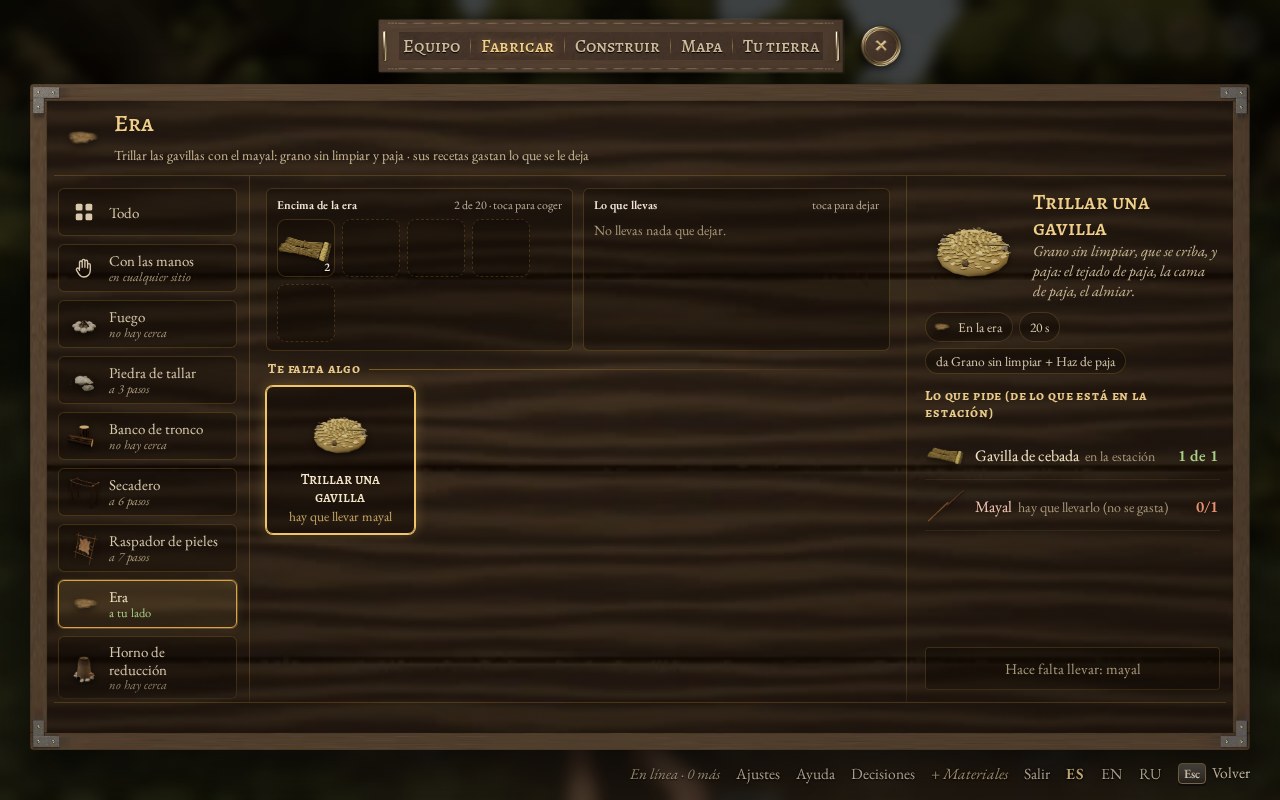 Equipo Fabricar Construir Mapa Tu tierra
Era
Trillar las gavillas con el mayal: grano sin limpiar y paja · sus recetas gastan lo que se le deja
Todo
Con las manos
en cualquier sitio
Fuego
no hay cerca
Piedra de tallar
a 3 pasos
Banco de tronco
no hay cerca
Secadero
a 6 pasos
Raspador de pieles
a 7 pasos
Era
a tu lado
Horno de
reducción
no hay cerca
Encima de la era 2 de 20 · toca para coger
2
Lo que llevas toca para dejar
No llevas nada que dejar.
Te falta algo
Trillar una
gavilla
hay que llevar mayal
Trillar una
gavilla
Grano sin limpiar, que se criba, y
paja: el tejado de paja, la cama
de paja, el almiar.
En la era 20 s
da Grano sin limpiar + Haz de paja
Lo que pide (de lo que está en la
estación)
Gavilla de cebada en la estación 1 de 1
Mayal hay que llevarlo (no se gasta) 0/1
Hace falta llevar: mayal
En línea · 0 más Ajustes Ayuda Decisiones + Materiales Salir ES EN RU Esc Volver